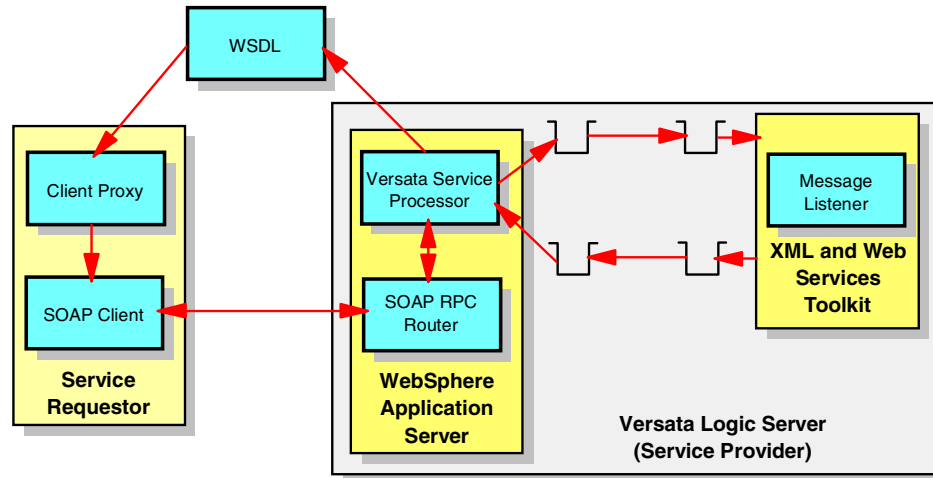 WSDL
Client Proxy
SOAP Client
Service
Requestor
Versata Service
Processor
SOAP RPC
Router
WebSphere
Application
Server
Message
Listener
XML and Web
Services
Toolkit
Versata Logic Server
(Service Provider)